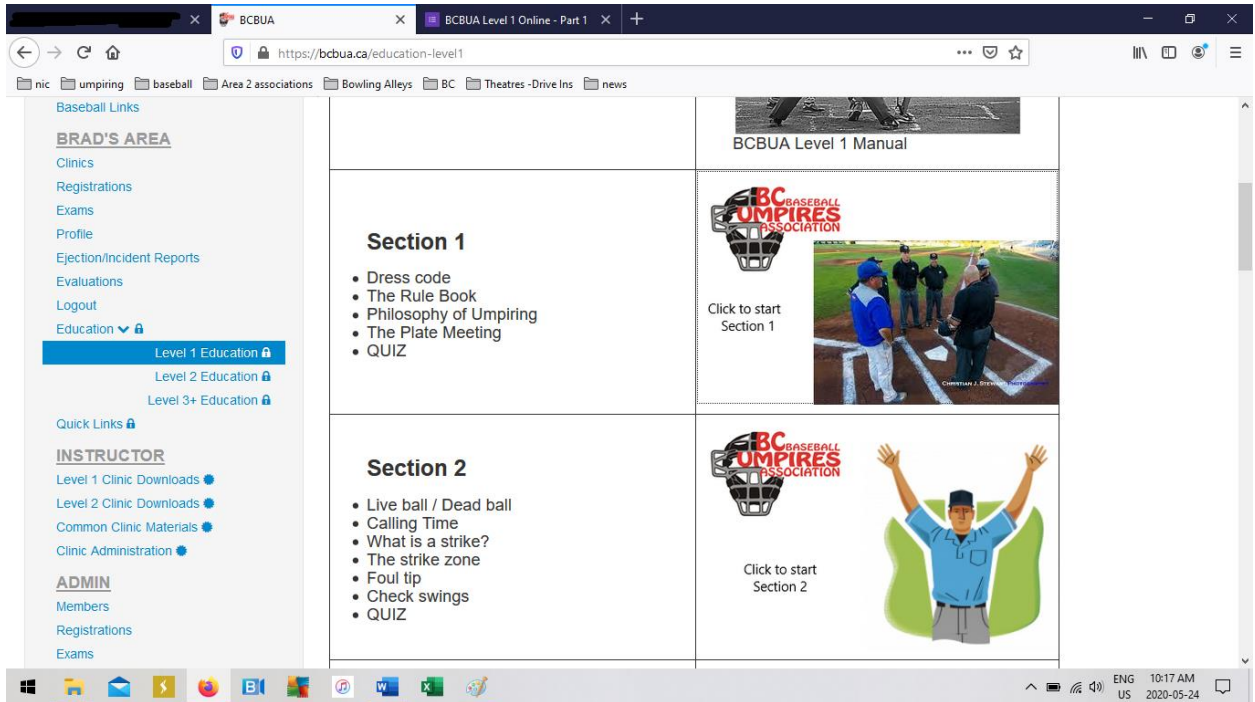 BCBUA
BCBUA Level 1 Online - Part 1
https://bcbua.ca/education-level1
nic
umpiring
baseball
Area 2 associations
Bowling Alleys
BC
Theatres -Drive Ins
news
Baseball Links
BRAD'S AREA
Clinics
Registrations
Exams
Profile
Ejection/Incident Reports
Evaluations
Logout
Education
Level 1 Education
Level 2 Education
Level 3+ Education
Quick Links
INSTRUCTOR
Level 1 Clinic Downloads
Level 2 Clinic Downloads
Common Clinic Materials
Clinic Administration
ADMIN
Members
Registrations
Exams
BCBUA Level 1 Manual
Section 1
• Dress code
• The Rule Book
• Philosophy of Umpiring
• The Plate Meeting
• QUIZ
BC BASEBALL
UMPIRES
ASSOCIATION
Click to start
Section 1
CHRISTIAN J. STEWART PHOTOGRAPHY
Section 2
• Live ball / Dead ball
• Calling Time
• What is a strike?
• The strike zone
• Foul tip
• Check swings
• QUIZ
BC BASEBALL
UMPIRES
ASSOCIATION
Click to start
Section 2
ENG
US
10:17 AM
2020-05-24